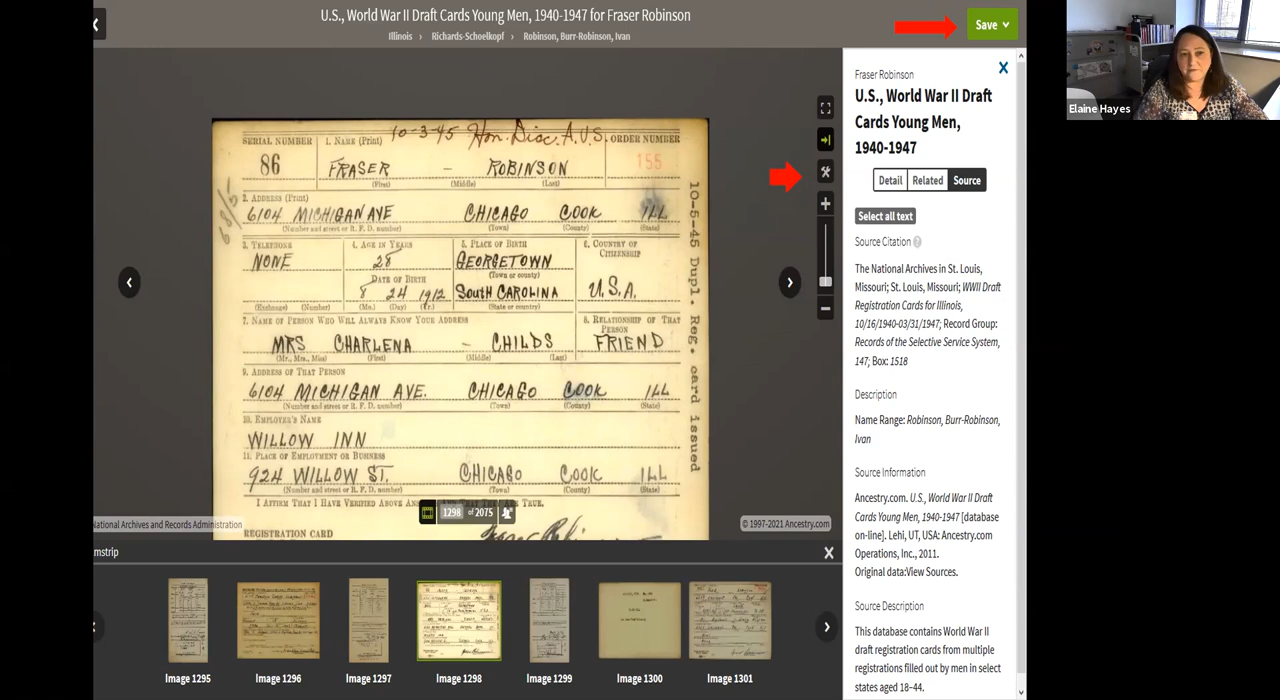 U.S., World War II Draft Cards Young Men, 1940-1947 for Fraser Robinson
Illinois › Richards-Schoelkopf › Robinson, Burr-Robinson, Ivan
Save
Elaine Hayes
10-3-45 Hon. Disc. A.U.S.
SERIAL NUMBER 1. NAME (Print) ORDER NUMBER
86 FRASER - ROBINSON 155
(First) (Middle) (Last)
2. ADDRESS (Print)
6104 MICHIGAN AVE CHICAGO COOK ILL
(Number and street or R. F. D. number) (Town) (County) (State)
3. TELEPHONE 4. AGE IN YEARS 5. PLACE OF BIRTH 6. COUNTRY OF
CITIZENSHIP
NONE 28 GEORGETOWN
(Town or county)
DATE OF BIRTH
8 24 1912 SOUTH CAROLINA U.S.A.
(Exchange) (Number) (Mo.) (Day) (Yr.) (State or country)
7. NAME OF PERSON WHO WILL ALWAYS KNOW YOUR ADDRESS 8. RELATIONSHIP OF THAT
PERSON
MRS CHARLENA - CHILDS FRIEND
(Mr., Mrs., Miss) (First) (Middle) (Last)
9. ADDRESS OF THAT PERSON
6104 MICHIGAN AVE. CHICAGO COOK ILL
(Number and street or R. F. D. number) (Town) (County) (State)
10. EMPLOYER'S NAME
WILLOW INN
11. PLACE OF EMPLOYMENT OR BUSINESS
924 WILLOW ST. CHICAGO COOK ILL
(Number and street or R. F. D. number) (Town) (County) (State)
I AFFIRM THAT I HAVE VERIFIED ABOVE THAT THEY ARE TRUE.
REGISTRATION CARD
10-5-45 Dupl. Reg. card issued
1298 of 2075
National Archives and Records Administration
© 1997-2021 Ancestry.com
mstrip
Image 1295
Image 1296
Image 1297
Image 1298
Image 1299
Image 1300
Image 1301
Fraser Robinson
U.S., World War II Draft
Cards Young Men,
1940-1947
Detail Related Source
Select all text
Source Citation
The National Archives in St. Louis,
Missouri; St. Louis, Missouri; WWII Draft
Registration Cards for Illinois,
10/16/1940-03/31/1947; Record Group:
Records of the Selective Service System,
147; Box: 1518
Description
Name Range: Robinson, Burr-Robinson,
Ivan
Source Information
Ancestry.com. U.S., World War II Draft
Cards Young Men, 1940-1947 [database
on-line]. Lehi, UT, USA: Ancestry.com
Operations, Inc., 2011.
Original data:View Sources.
Source Description
This database contains World War II
draft registration cards from multiple
registrations filled out by men in select
states aged 18-44.